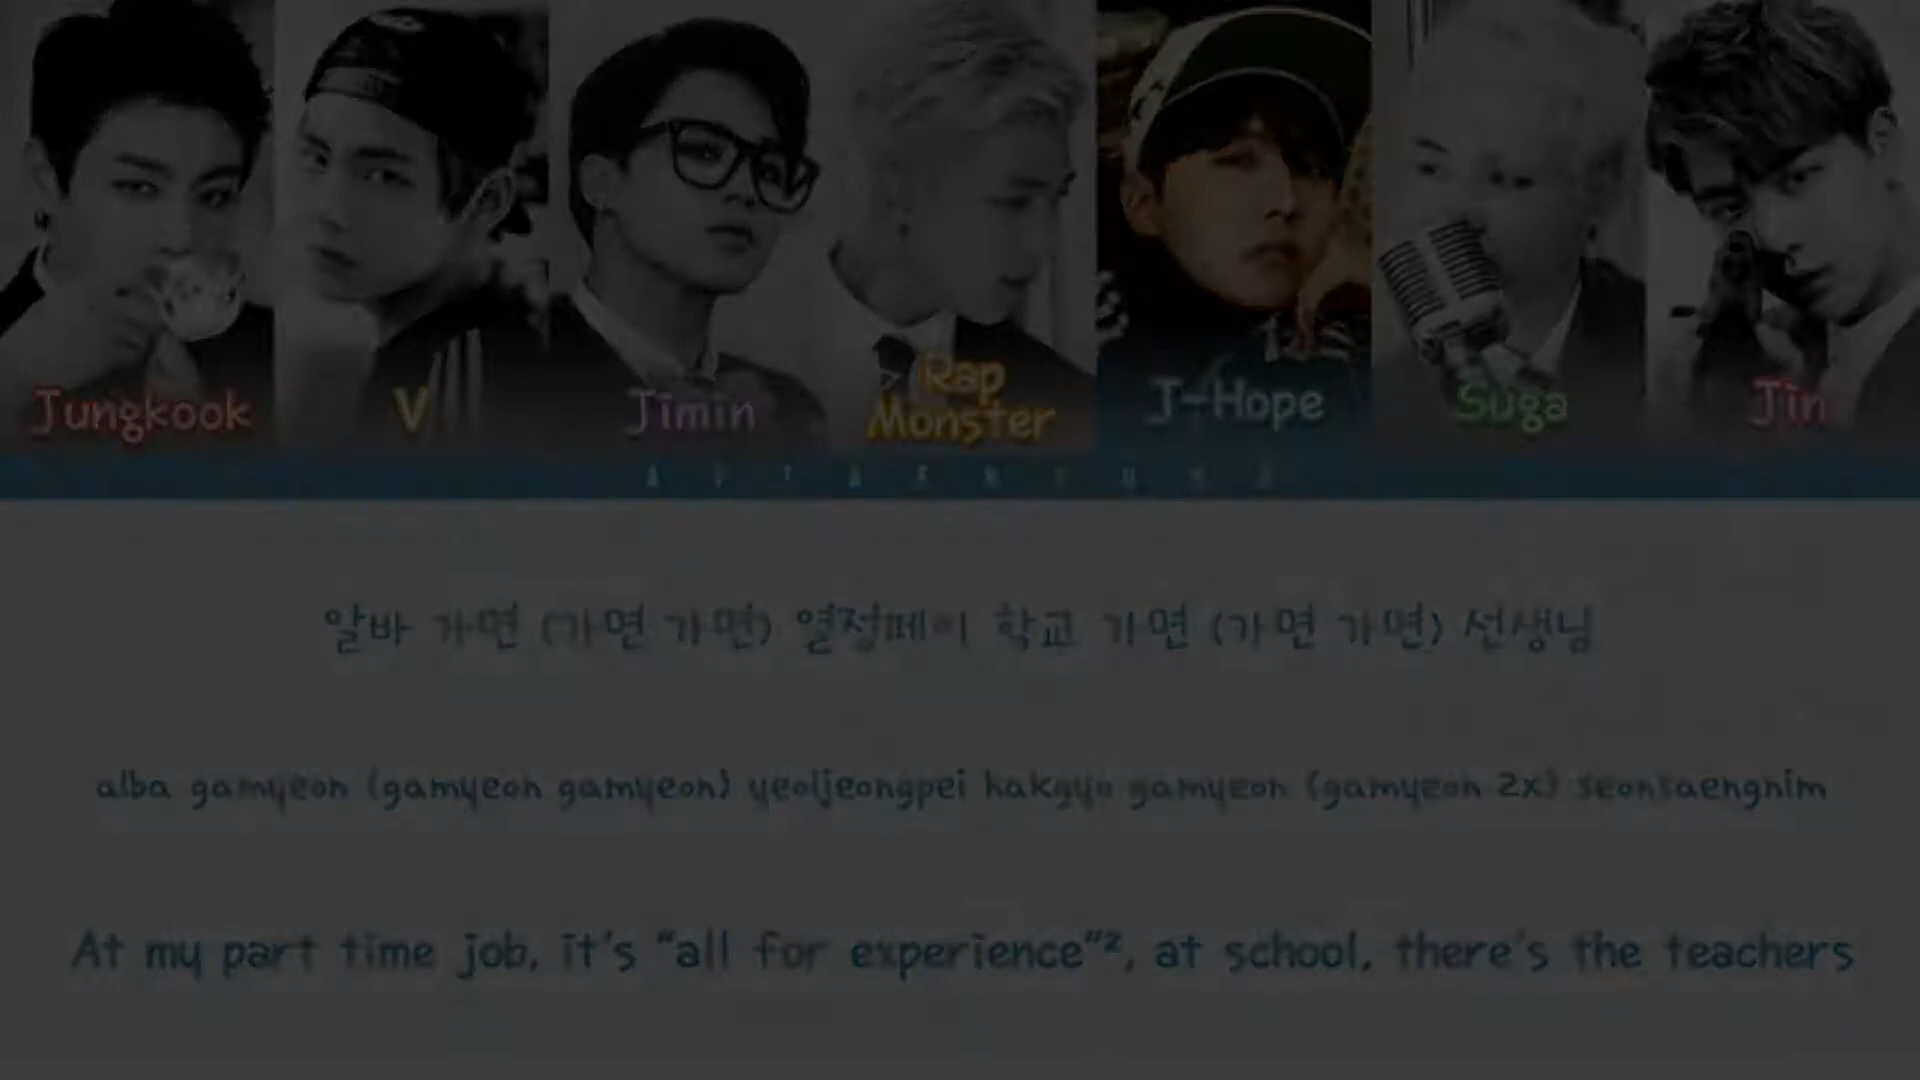 Jungkook
V
Jimin
Rap
Monster
J-Hope
Suga
Jin
알바 가면 (가면 가면) 열정페이 학교 가면 (가면 가면) 선생님
alba gamyeon (gamyeon gamyeon) yeoljeongpei hakgyo gamyeon (gamyeon 2x) seonsaengnim
At my part time job, it's "all for experience"², at school, there's the teachers